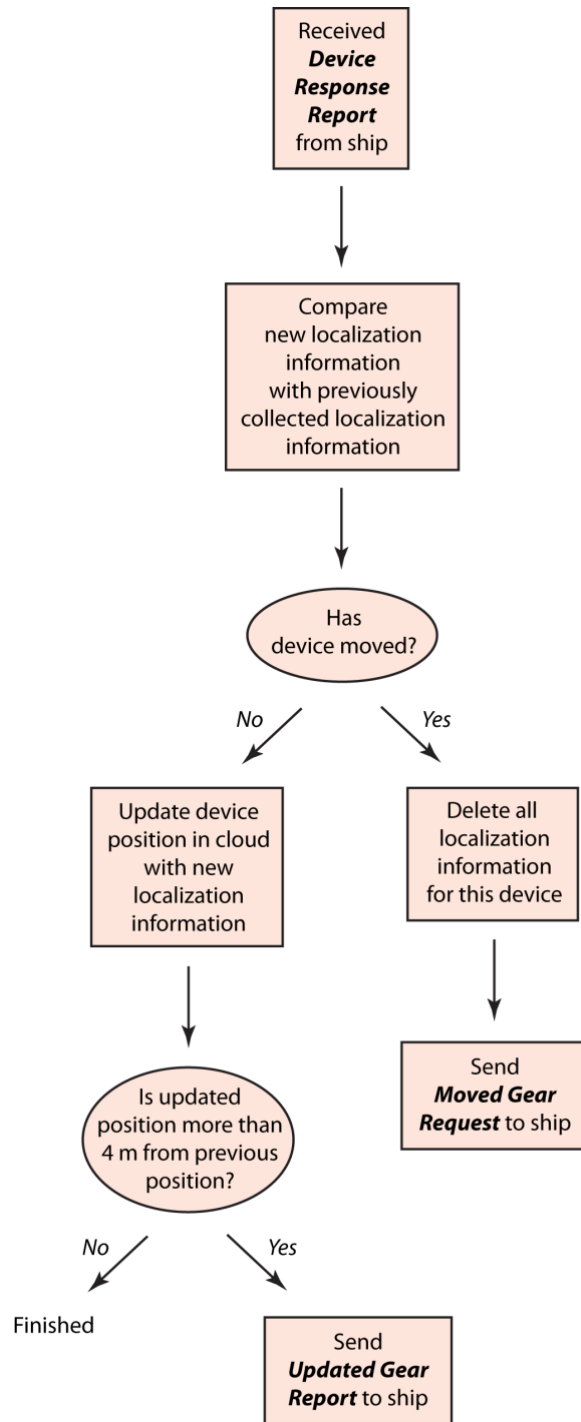 Received
Device
Response
Report
from ship
Compare
new localization
information
with previously
collected localization
information
Has
device moved?
No
Yes
Update device
position in cloud
with new
localization
information
Delete all
localization
information
for this device
Is updated
position more than
4 m from previous
position?
Send
Moved Gear
Request to ship
No
Yes
Finished
Send
Updated Gear
Report to ship